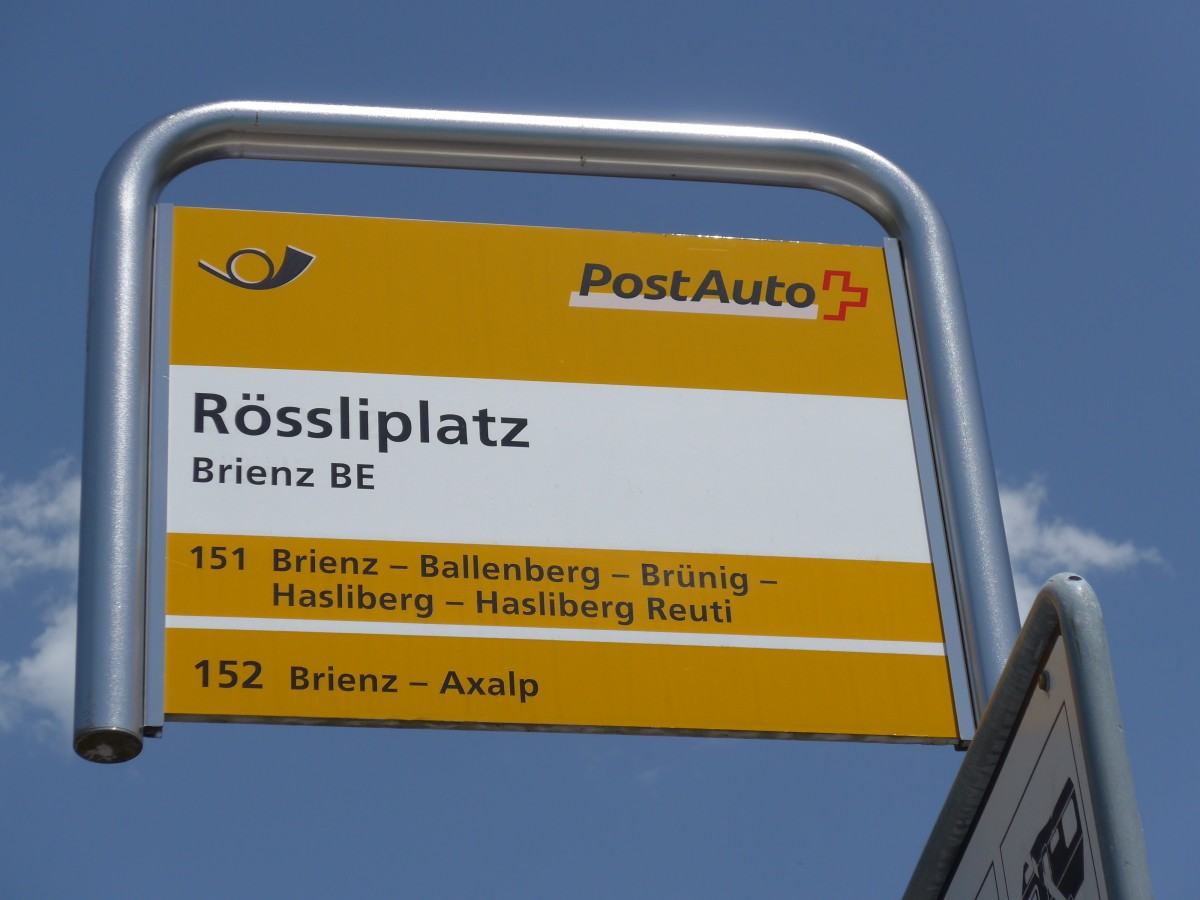 PostAuto
Rössliplatz
Brienz BE
151 Brienz – Ballenberg – Brünig –
Hasliberg – Hasliberg Reuti
152 Brienz – Axalp